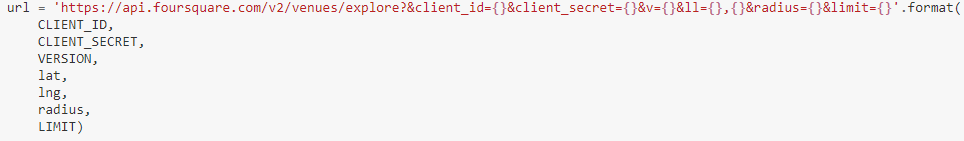 url = 'https://api.foursquare.com/v2/venues/explore?&client_id={}&client_secret={}&v={}&ll={},{}&radius={}&limit={}'.format(
CLIENT_ID,
CLIENT_SECRET,
VERSION,
lat,
lng,
radius,
LIMIT)